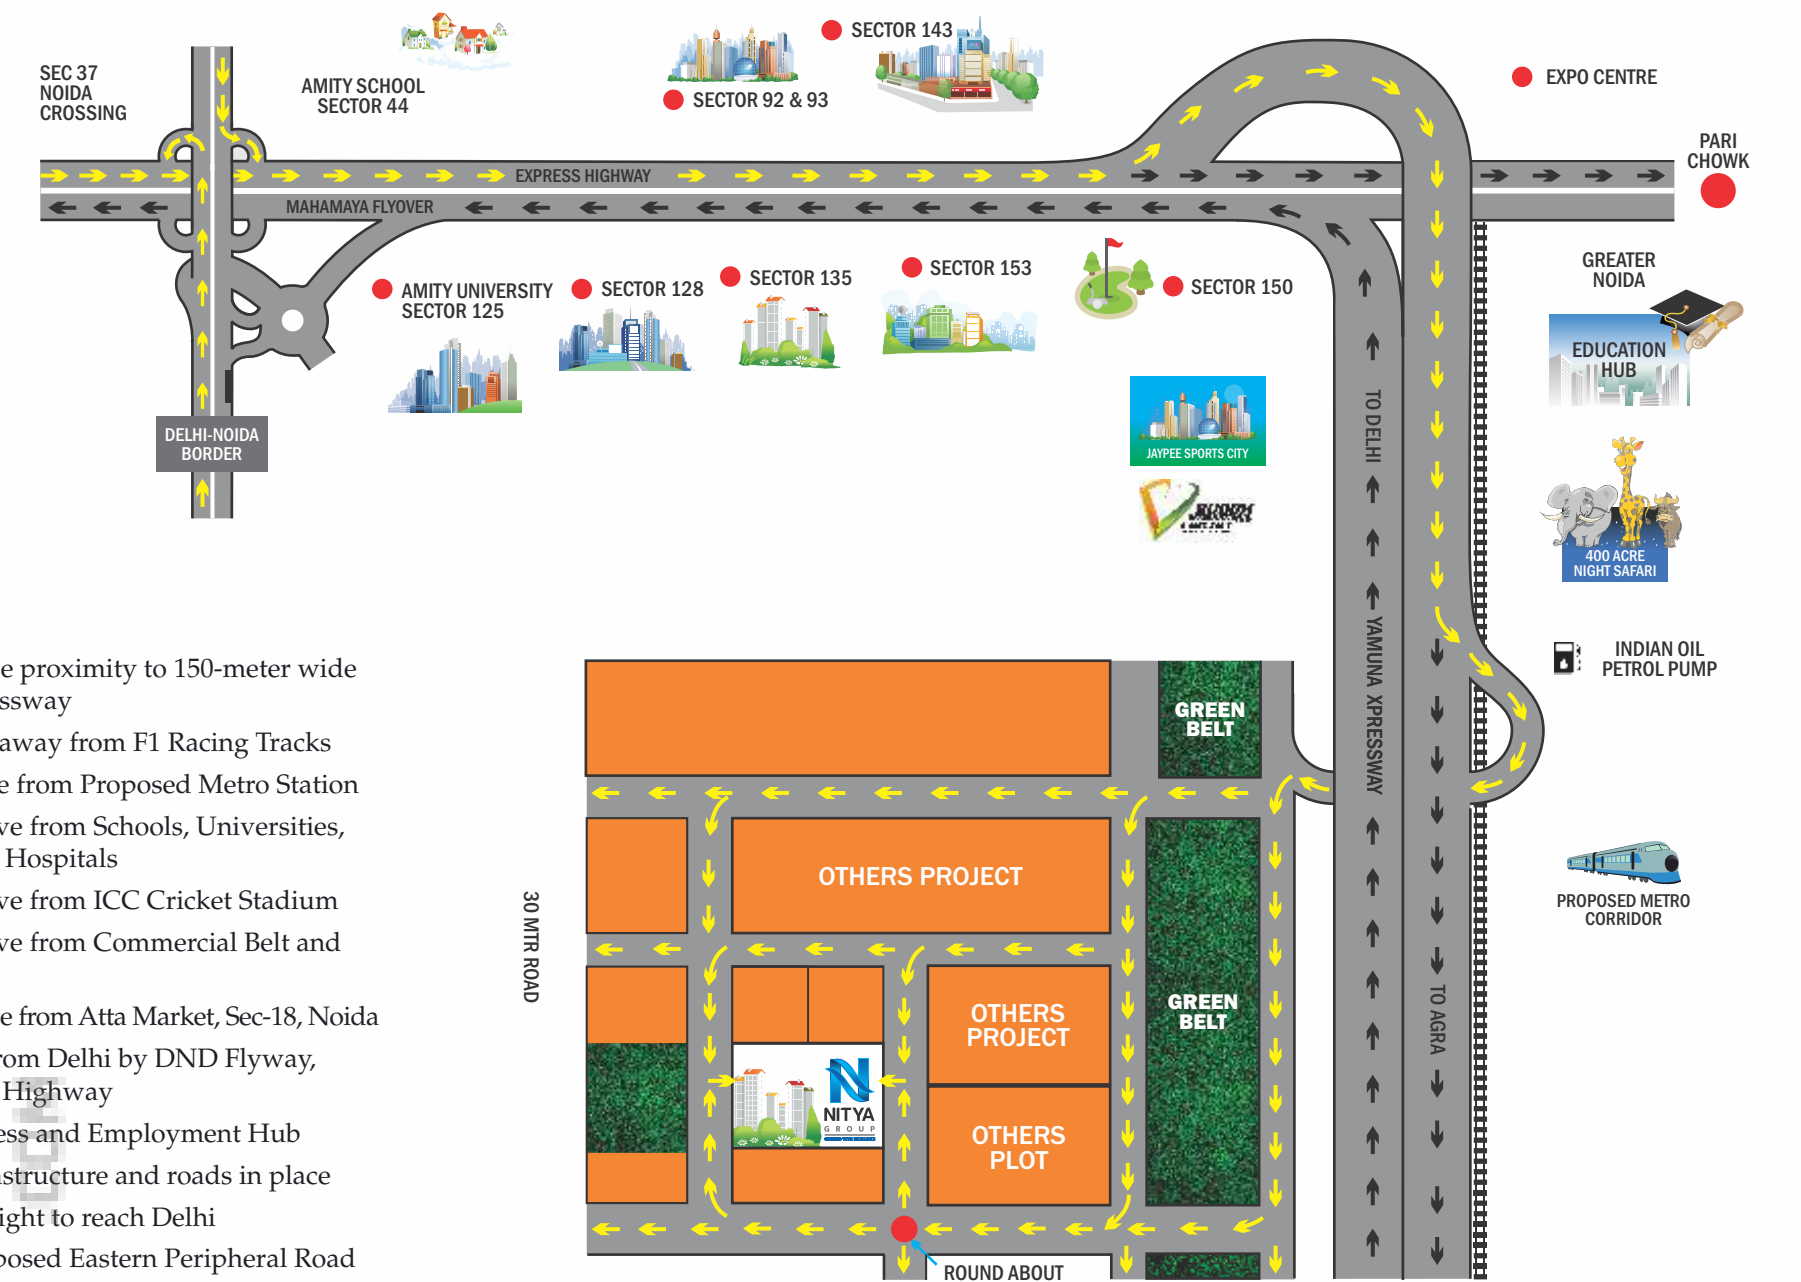 SEC 37
NOIDA
CROSSING
AMITY SCHOOL
SECTOR 44
SECTOR 92 & 93
SECTOR 143
EXPO CENTRE
PARI
CHOWK
EXPRESS HIGHWAY
MAHAMAYA FLYOVER
AMITY UNIVERSITY
SECTOR 125
SECTOR 128
SECTOR 135
SECTOR 153
SECTOR 150
GREATER
NOIDA
EDUCATION
HUB
DELHI-NOIDA
BORDER
JAYPEE SPORTS CITY
TO DELHI
400 ACRE
NIGHT SAFARI
INDIAN OIL
PETROL PUMP
YAMUNA XPRESSWAY
PROPOSED METRO
CORRIDOR
TO AGRA
e proximity to 150-meter wide
ssway
away from F1 Racing Tracks
e from Proposed Metro Station
ve from Schools, Universities,
Hospitals
ve from ICC Cricket Stadium
ve from Commercial Belt and
e from Atta Market, Sec-18, Noida
rom Delhi by DND Flyway,
Highway
ess and Employment Hub
astructure and roads in place
ight to reach Delhi
posed Eastern Peripheral Road
30 MTR ROAD
GREEN
BELT
OTHERS PROJECT
OTHERS
PROJECT
GREEN
BELT
NITYA
GROUP
OTHERS
PLOT
ROUND ABOUT